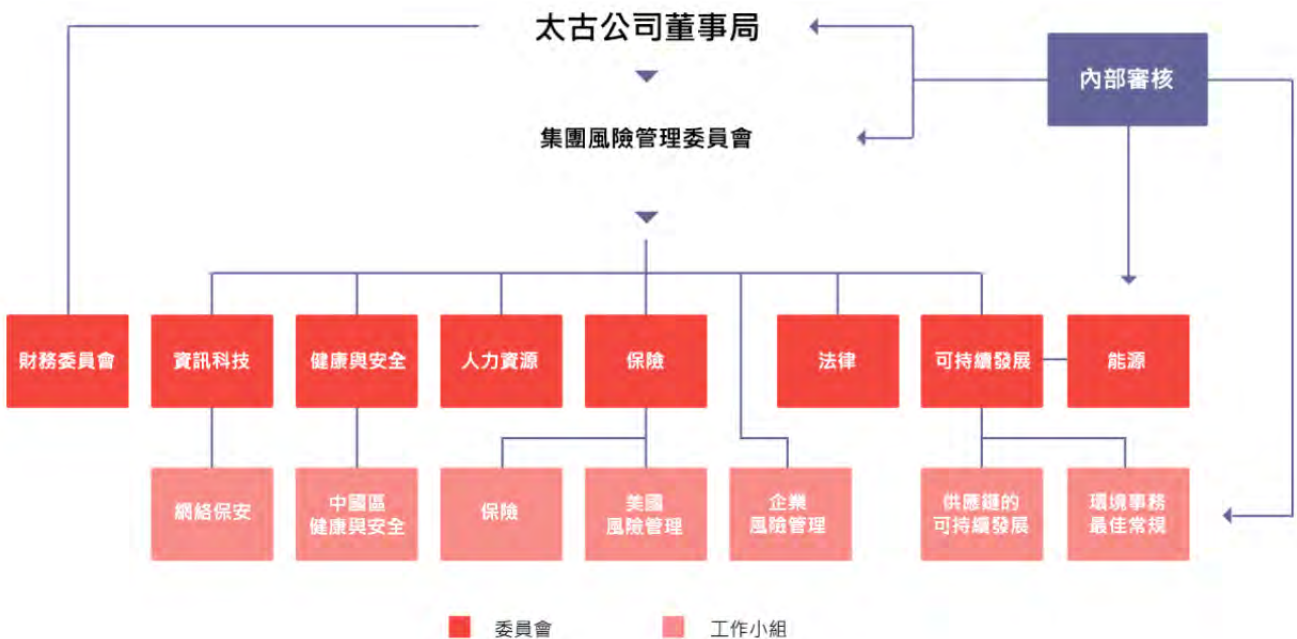 太古公司董事局
內部審核
集團風險管理委員會
財務委員會
資訊科技
健康與安全
人力資源
保險
法律
可持續發展
能源
網絡保安
中國區
健康與安全
保險
美國
風險管理
企業
風險管理
供應鏈的
可持續發展
環境事務
最佳常規
委員會
工作小組